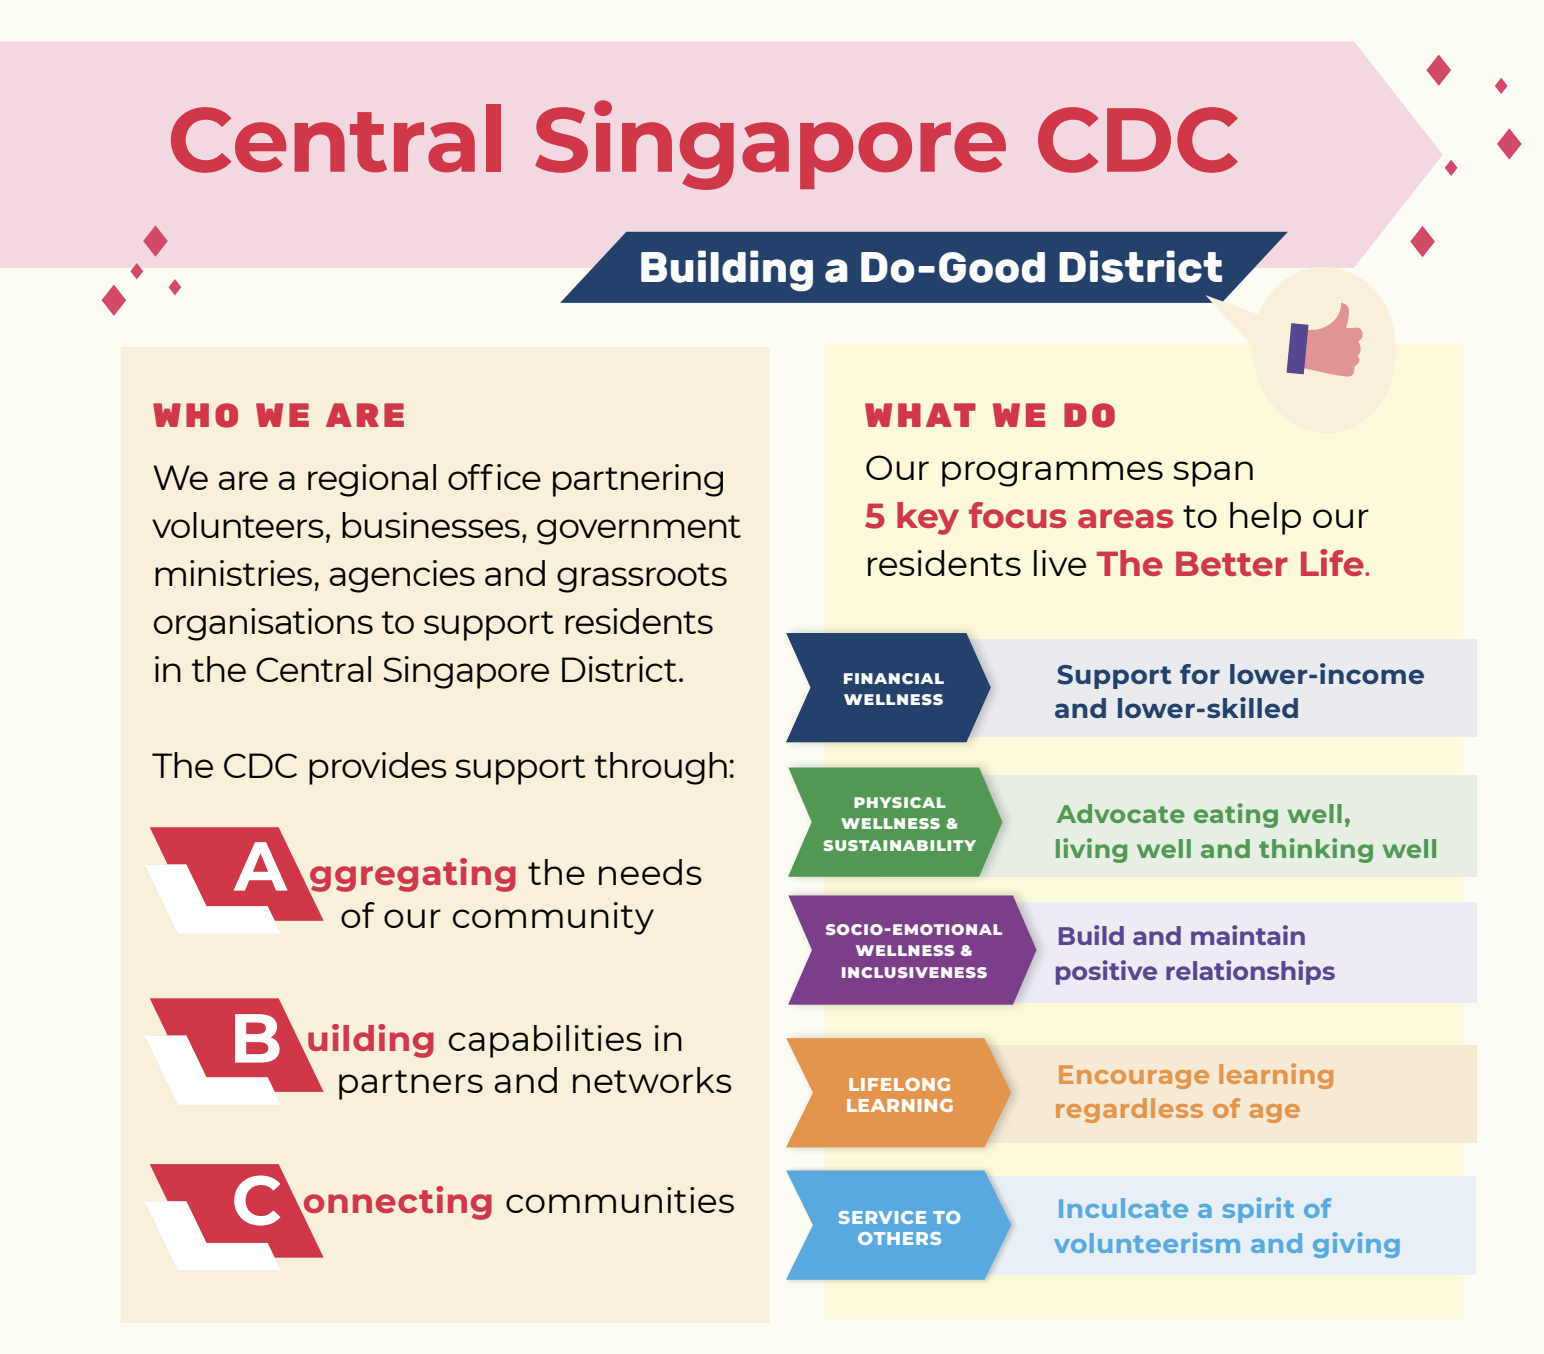 Central Singapore CDC
Building a Do-Good District
WHO WE ARE
We are a regional office partnering
volunteers, businesses, government
ministries, agencies and grassroots
organisations to support residents
in the Central Singapore District.
The CDC provides support through:
Aggregating the needs
of our community
Building capabilities in
partners and networks
Connecting communities
WHAT WE DO
Our programmes span
5 key focus areas to help our
residents live The Better Life.
FINANCIAL
WELLNESS
Support for lower-income
and lower-skilled
PHYSICAL
WELLNESS &
SUSTAINABILITY
Advocate eating well,
living well and thinking well
SOCIO-EMOTIONAL
WELLNESS &
INCLUSIVENESS
Build and maintain
positive relationships
LIFELONG
LEARNING
Encourage learning
regardless of age
SERVICE TO
OTHERS
Inculcate a spirit of
volunteerism and giving